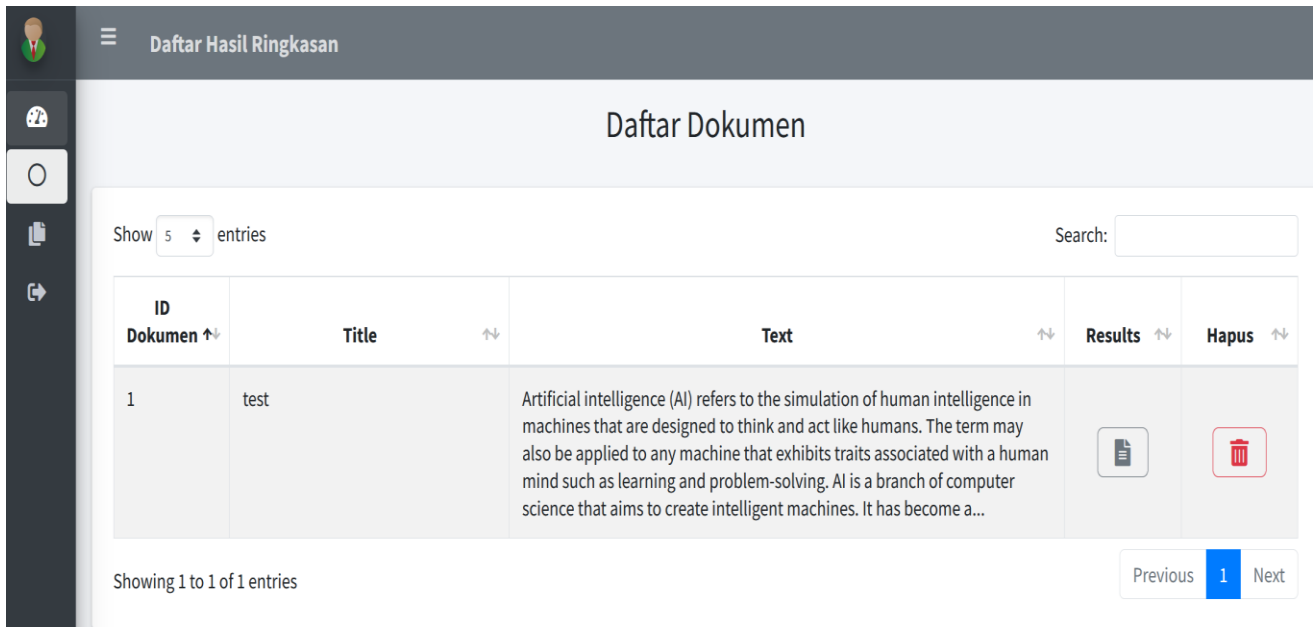 Daftar Hasil Ringkasan
Daftar Dokumen
Show 5 entries
Search:
ID
Dokumen
Title
Text
Results
Hapus
1
test
Artificial intelligence (AI) refers to the simulation of human intelligence in
machines that are designed to think and act like humans. The term may
also be applied to any machine that exhibits traits associated with a human
mind such as learning and problem-solving. AI is a branch of computer
science that aims to create intelligent machines. It has become a...
Showing 1 to 1 of 1 entries
Previous 1 Next